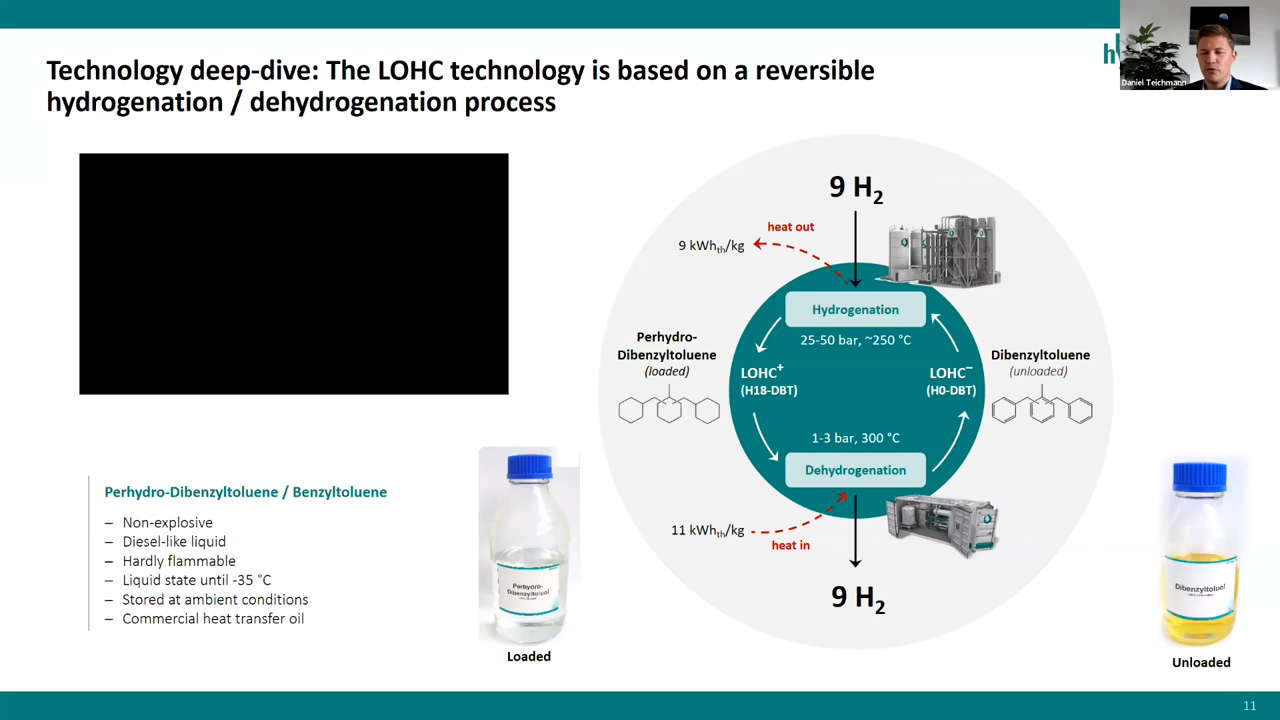 Technology deep-dive: The LOHC technology is based on a reversible
hydrogenation / dehydrogenation process
Daniel Teichmann
9 H₂
heat out
9 kWhth/kg
Hydrogenation
25-50 bar, ~250 °C
Perhydro-
Dibenzyltoluene
(loaded)
LOHC⁺
(H18-DBT)
LOHC⁻
(H0-DBT)
Dibenzyltoluene
(unloaded)
1-3 bar, 300 °C
Dehydrogenation
11 kWhth/kg
heat in
9 H₂
Perhydro-Dibenzyltoluene / Benzyltoluene
– Non-explosive
– Diesel-like liquid
– Hardly flammable
– Liquid state until -35 °C
– Stored at ambient conditions
– Commercial heat transfer oil
Perhydro-
Dibenzyltoluol
Loaded
Dibenzyltoluol
Unloaded
11